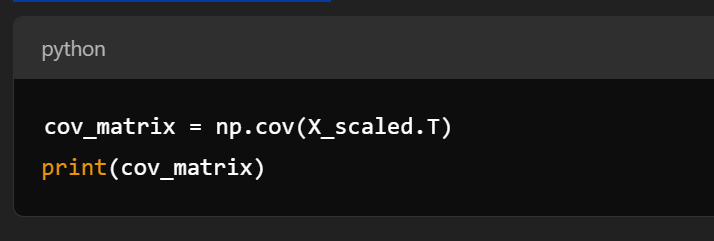 python
cov_matrix = np.cov(X_scaled.T)
print(cov_matrix)